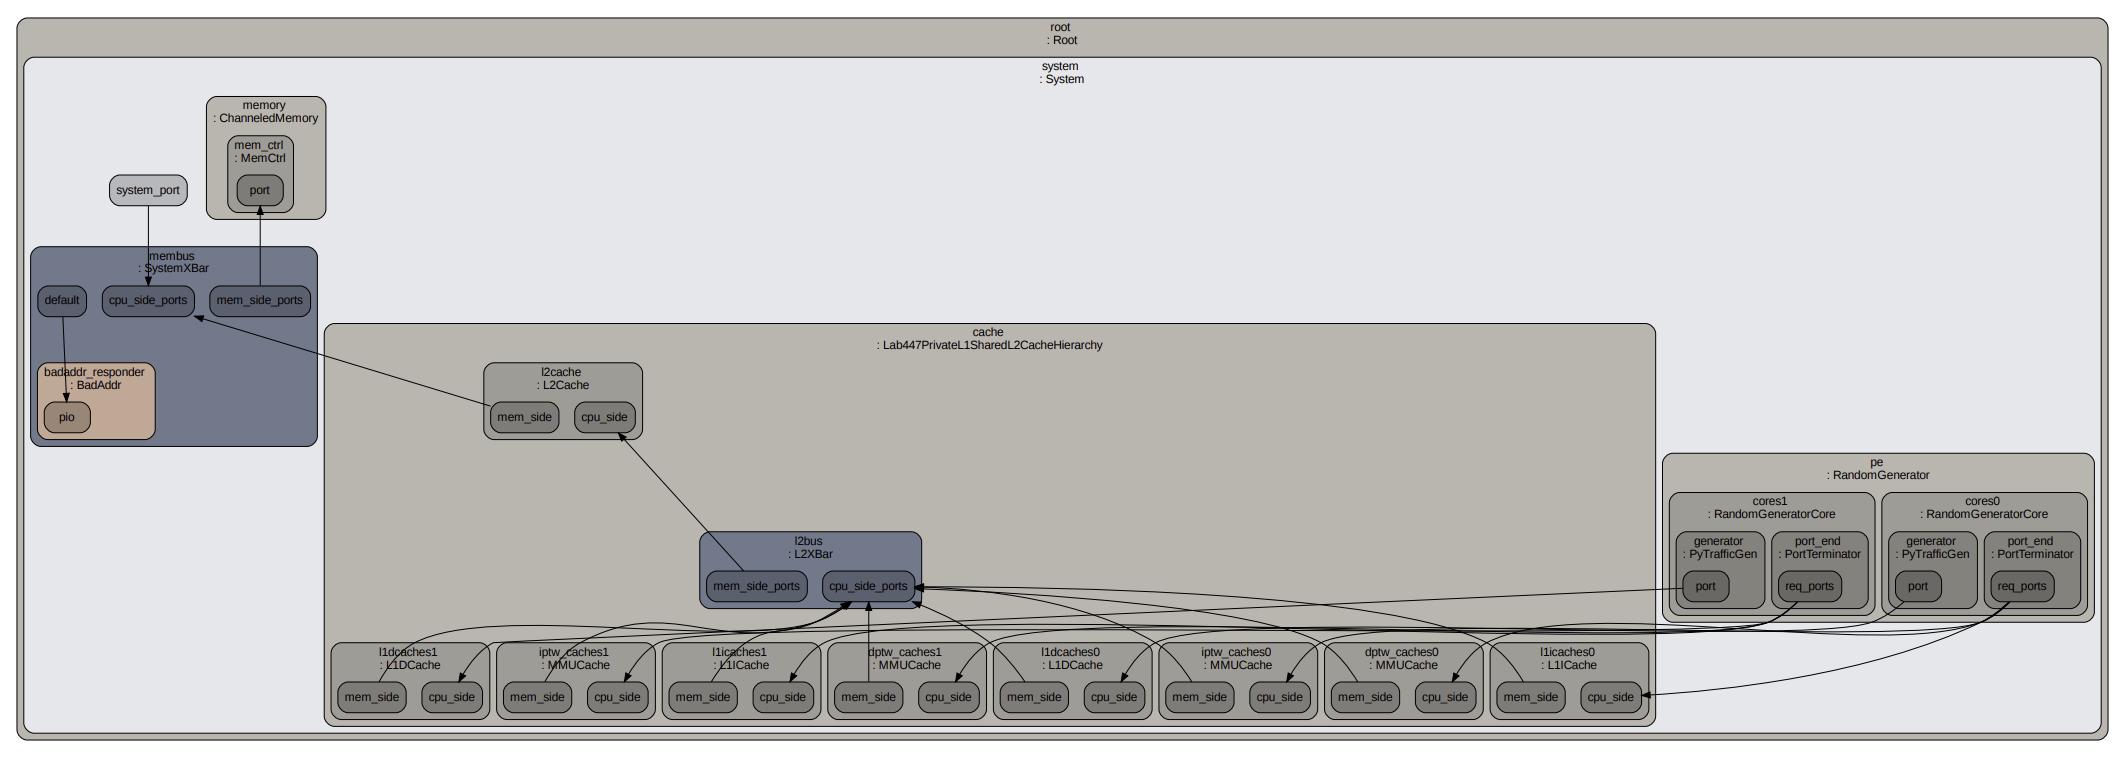 root
: Root
system
: System
memory
: ChanneledMemory
mem_ctrl
: MemCtrl
port
system_port
membus
: SystemXBar
default
cpu_side_ports
mem_side_ports
badaddr_responder
: BadAddr
pio
cache
: Lab447PrivateL1SharedL2CacheHierarchy
l2cache
: L2Cache
mem_side
cpu_side
l2bus
: L2XBar
mem_side_ports
cpu_side_ports
l1dcaches1
: L1DCache
mem_side
cpu_side
iptw_caches1
: MMUCache
mem_side
cpu_side
l1icaches1
: L1ICache
mem_side
cpu_side
dptw_caches1
: MMUCache
mem_side
cpu_side
l1dcaches0
: L1DCache
mem_side
cpu_side
iptw_caches0
: MMUCache
mem_side
cpu_side
dptw_caches0
: MMUCache
mem_side
cpu_side
l1icaches0
: L1ICache
mem_side
cpu_side
pe
: RandomGenerator
cores1
: RandomGeneratorCore
generator
: PyTrafficGen
port
port_end
: PortTerminator
req_ports
cores0
: RandomGeneratorCore
generator
: PyTrafficGen
port
port_end
: PortTerminator
req_ports